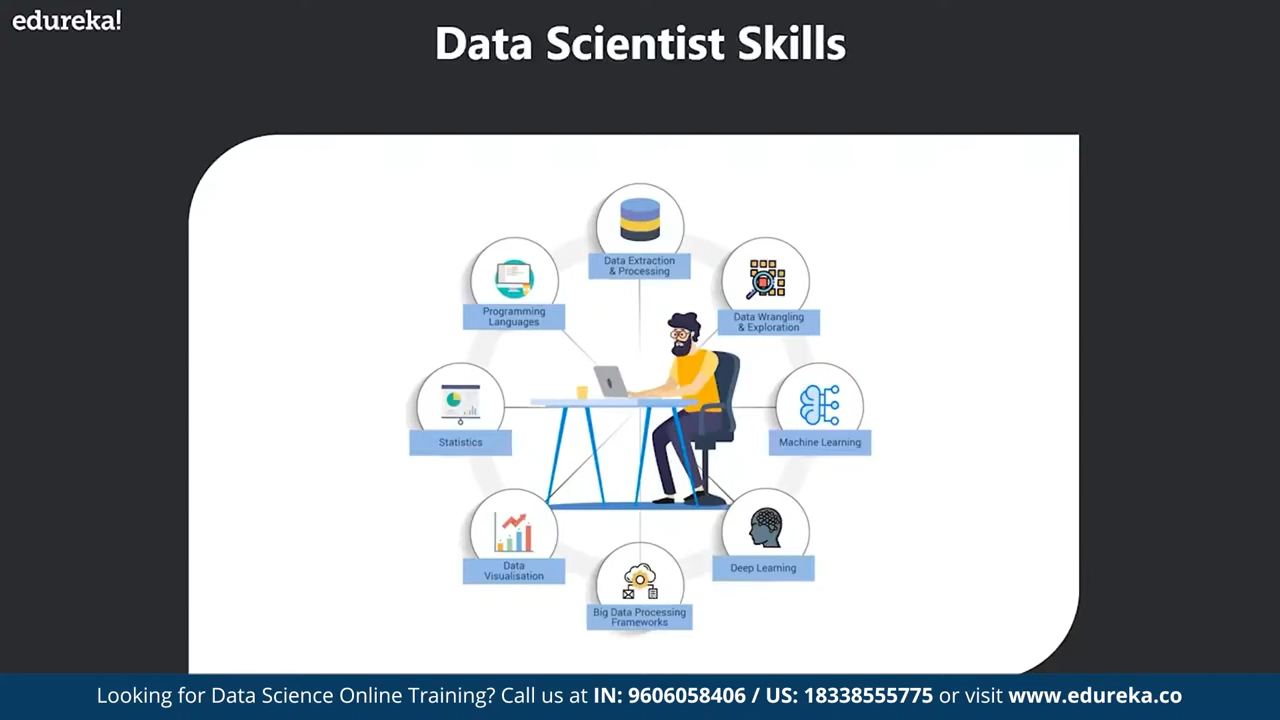 edureka!
Data Scientist Skills
Data Extraction
& Processing
Programming
Languages
Data Wrangling
& Exploration
Statistics
Machine Learning
Data
Visualisation
Deep Learning
Big Data Processing
Frameworks
Looking for Data Science Online Training? Call us at IN: 9606058406 / US: 18338555775 or visit www.edureka.co